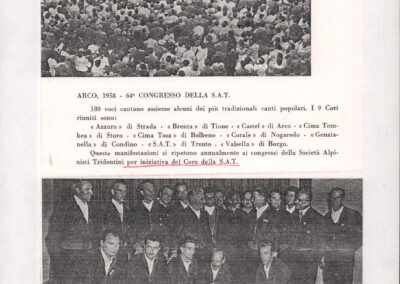 ARCO, 1958 - 64º CONGRESSO DELLA S.A.T.
180 voci cantano assieme alcuni dei più tradizionali canti popolari. I 9 Cori
riuniti sono:
« Azzurro » di Strada - « Brenta » di Tione - « Castel » di Arco - « Cima Tom-
bea » di Storo - « Cima Tosa » di Bolbeno - « Corale » di Nogaredo - « Genzia-
nella » di Condino - « S.A.T. » di Trento - « Valsella » di Borgo.
Queste manifestazioni si ripetono annualmente ai congressi della Società Alpi-
nisti Tridentini per iniziativa del Coro della S.A.T.